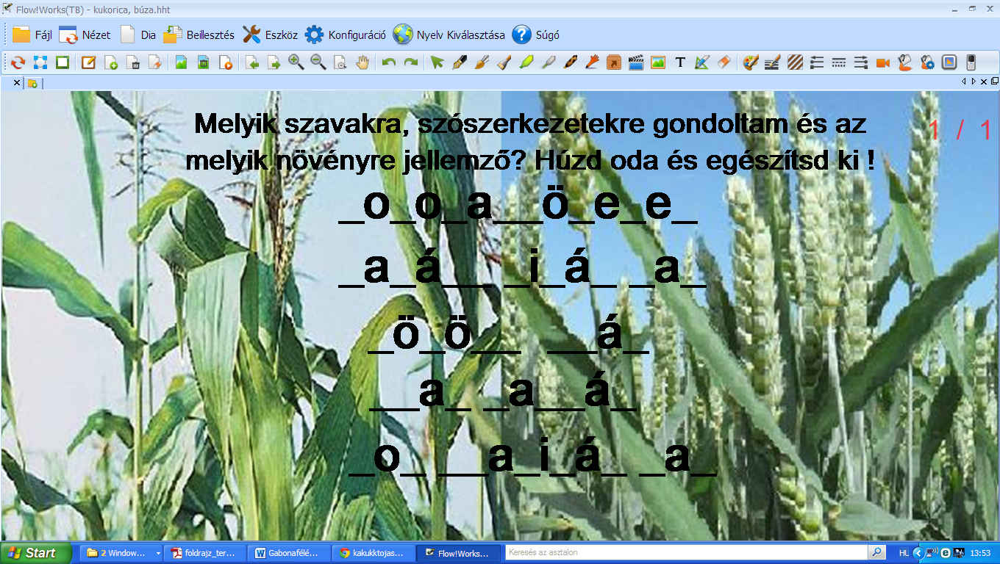 Flow!Works(TB) - kukorica, búza.hht
Fájl Nézet Dia Beillesztés Eszköz Konfiguráció Nyelv Kiválasztása Súgó
Melyik szavakra, szószerkezetekre gondoltam és az
melyik növényre jellemző? Húzd oda és egészítsd ki !
1 / 1
_o_o_a___ö_e_e_
_a_á___ _i_á_ _a_
_ö_ö___ ___á_
___a_ _a___á_
_o_ ___a_i_á_ _a_
Start 2 Window... foldrajz_ter... Gabonafélé... kakukktojas... Flow!Works... Keresés az asztalon HU 13:53